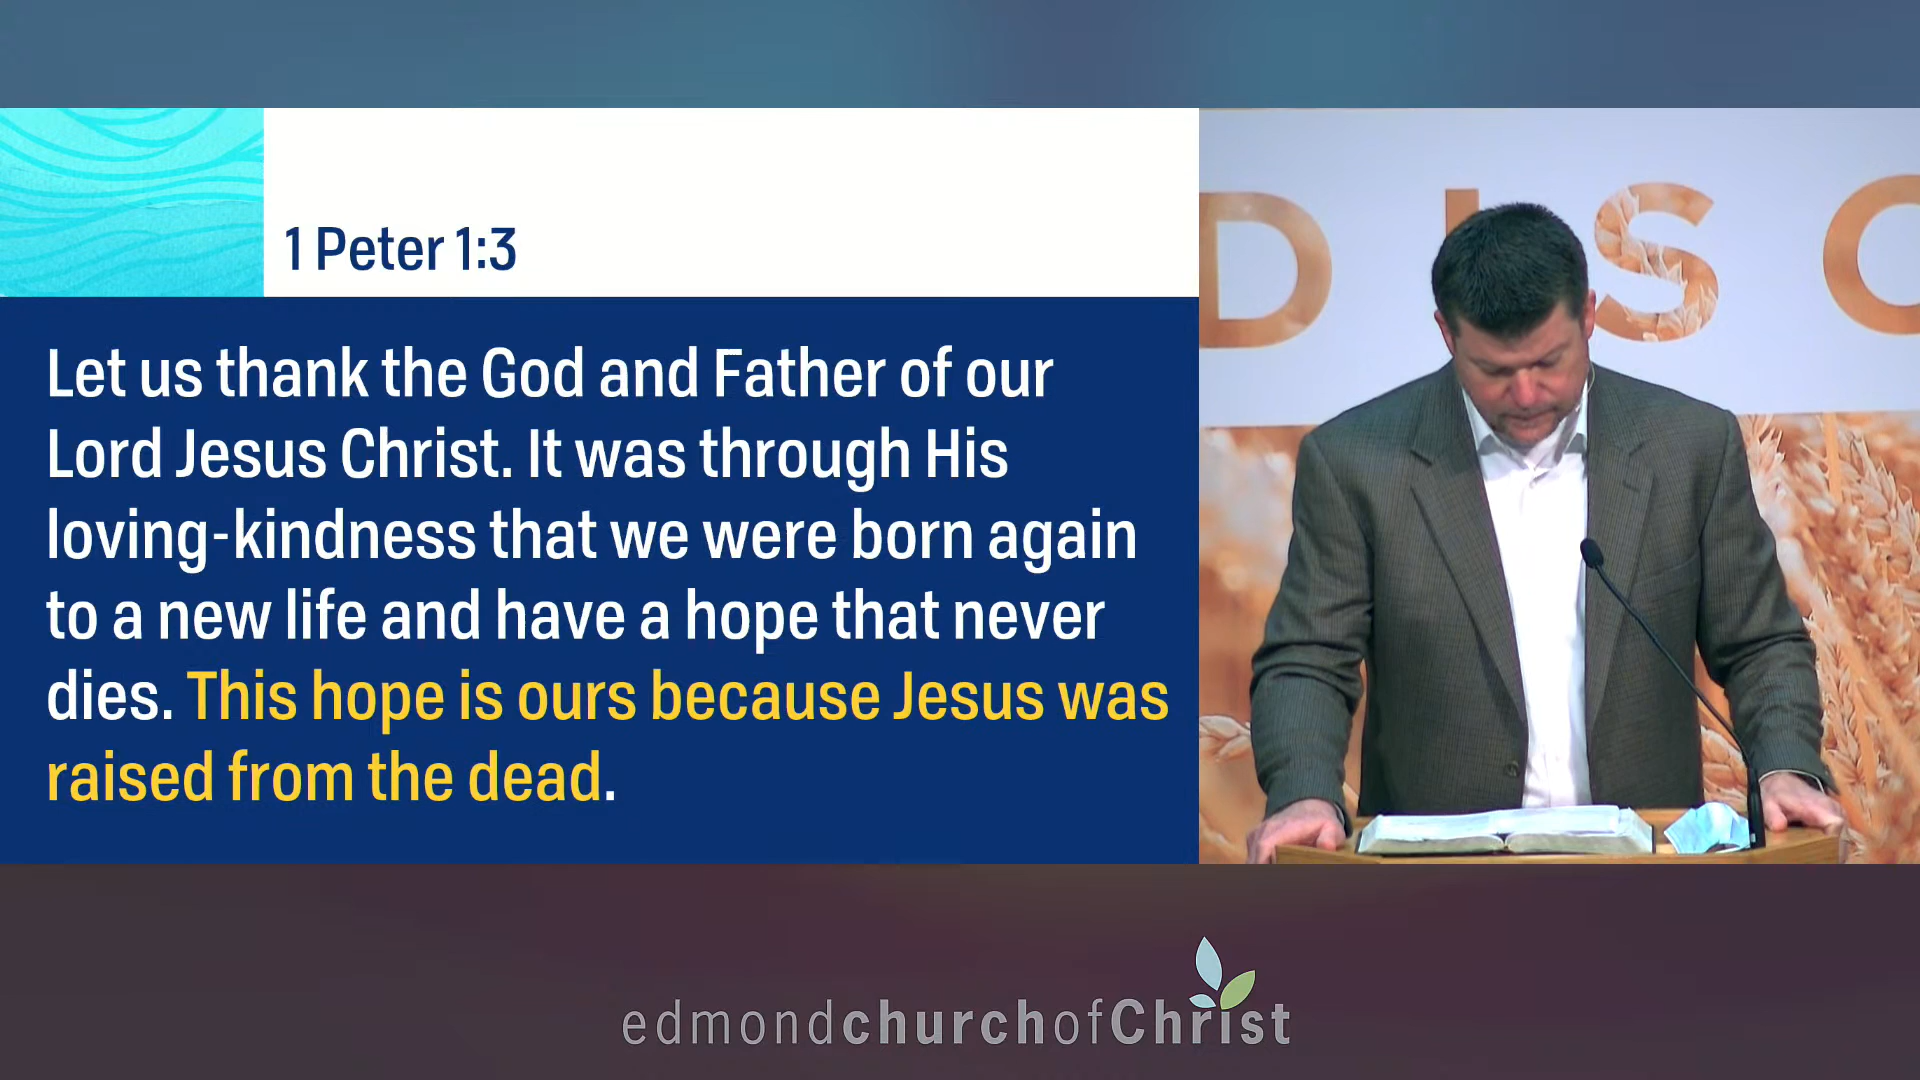 1 Peter 1:3
Let us thank the God and Father of our
Lord Jesus Christ. It was through His
loving-kindness that we were born again
to a new life and have a hope that never
dies. This hope is ours because Jesus was
raised from the dead.
DISC
edmondchurchofChrist